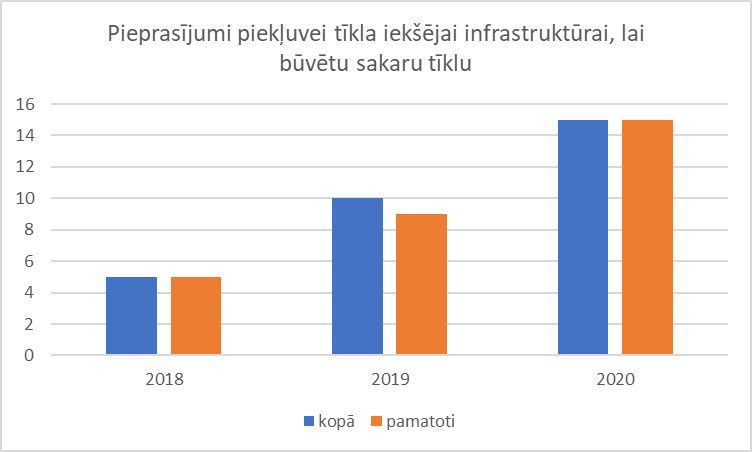 Pieprasījumi piekļuvei tīkla iekšējai infrastruktūrai, lai
būvētu sakaru tīklu
16
14
12
10
8
6
4
2
0
2018 2019 2020
kopā pamatoti